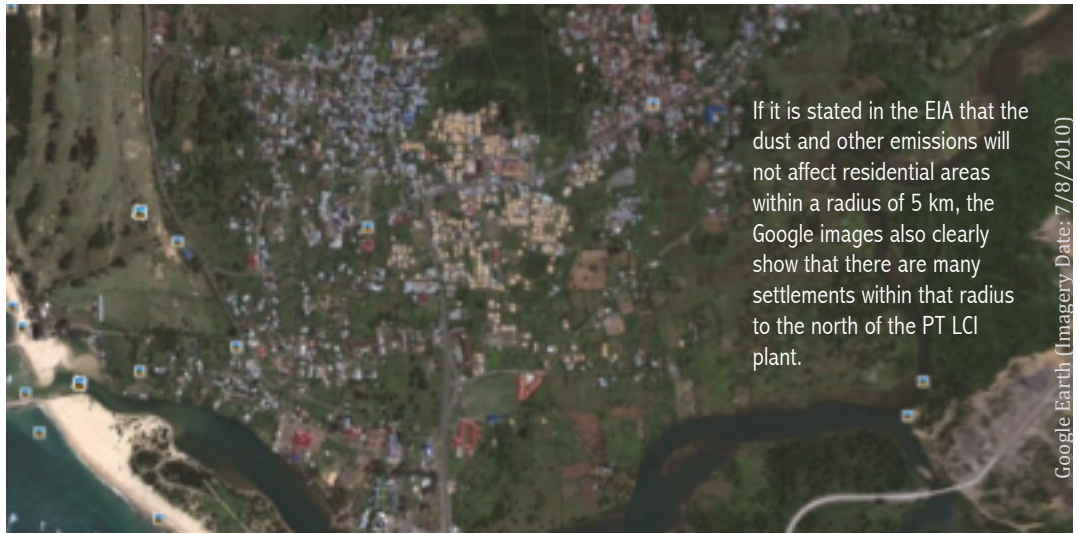 If it is stated in the EIA that the
dust and other emissions will
not affect residential areas
within a radius of 5 km, the
Google images also clearly
show that there are many
settlements within that radius
to the north of the PT LCI
plant.
Google Earth (Imagery Date: 7/8/2010)